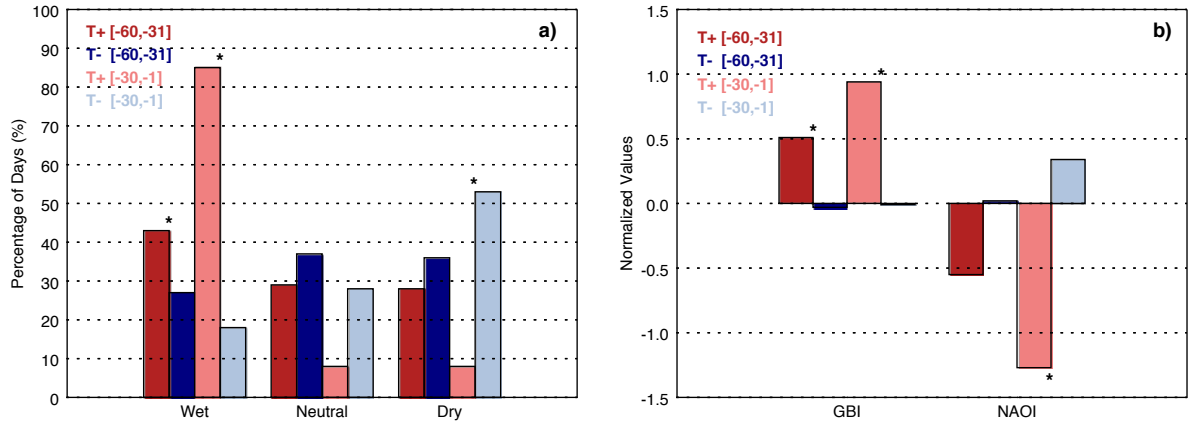 a)
T+ [-60,-31]
T- [-60,-31]
T+ [-30,-1]
T- [-30,-1]
Percentage of Days (%)
100
90
80
70
60
50
40
30
20
10
0
*
*
*
Wet Neutral Dry
b)
T+ [-60,-31]
T- [-60,-31]
T+ [-30,-1]
T- [-30,-1]
Normalized Values
1.5
1.0
0.5
0.0
-0.5
-1.0
-1.5
*
*
*
GBI NAOI